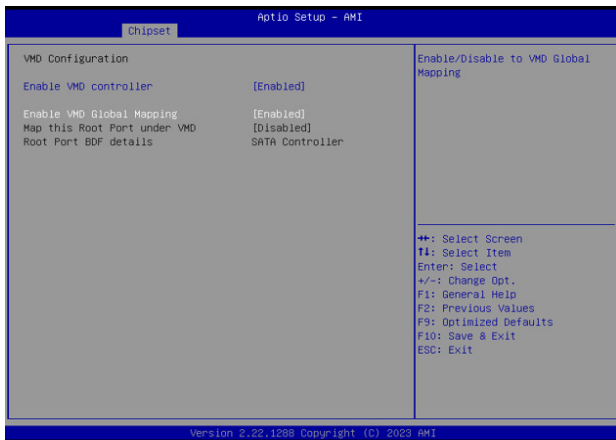 Aptio Setup - AMI
Chipset
VMD Configuration
Enable VMD controller [Enabled]
Enable VMD Global Mapping [Enabled]
Map this Root Port under VMD [Disabled]
Root Port BDF details SATA Controller
Enable/Disable to VMD Global
Mapping
→←: Select Screen
↑↓: Select Item
Enter: Select
+/-: Change Opt.
F1: General Help
F2: Previous Values
F9: Optimized Defaults
F10: Save & Exit
ESC: Exit
Version 2.22.1288 Copyright (C) 2023 AMI